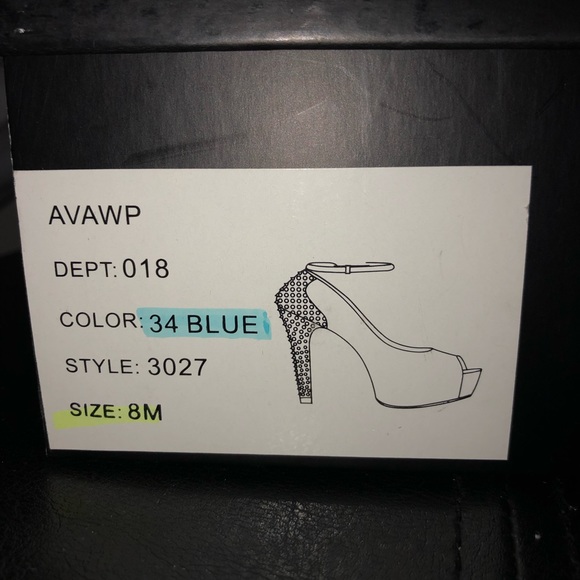 AVAWP
DEPT: 018
COLOR: 34 BLUE
STYLE: 3027
SIZE: 8M